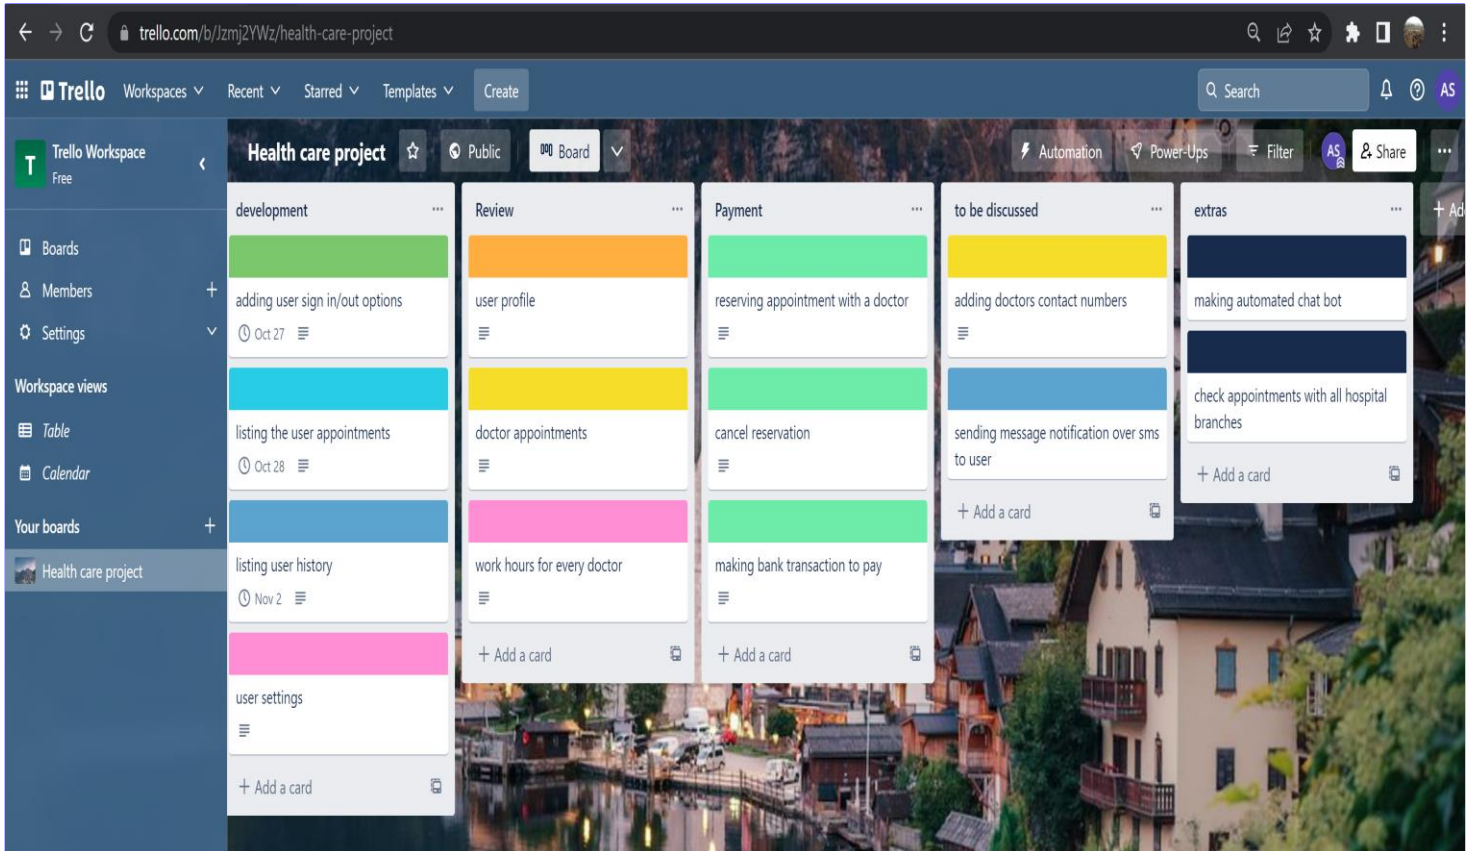 trello.com/b/Jzmj2YWz/health-care-project
Trello Workspaces Recent Starred Templates Create Search AS
T Trello Workspace
Free
Boards
Members
Settings
Workspace views
Table
Calendar
Your boards
Health care project
Health care project Public Board Automation Power-Ups Filter AS Share
development
adding user sign in/out options
Oct 27
listing the user appointments
Oct 28
listing user history
Nov 2
user settings
+ Add a card
Review
user profile
doctor appointments
work hours for every doctor
+ Add a card
Payment
reserving appointment with a doctor
cancel reservation
making bank transaction to pay
+ Add a card
to be discussed
adding doctors contact numbers
sending message notification over sms
to user
+ Add a card
extras
making automated chat bot
check appointments with all hospital
branches
+ Add a card